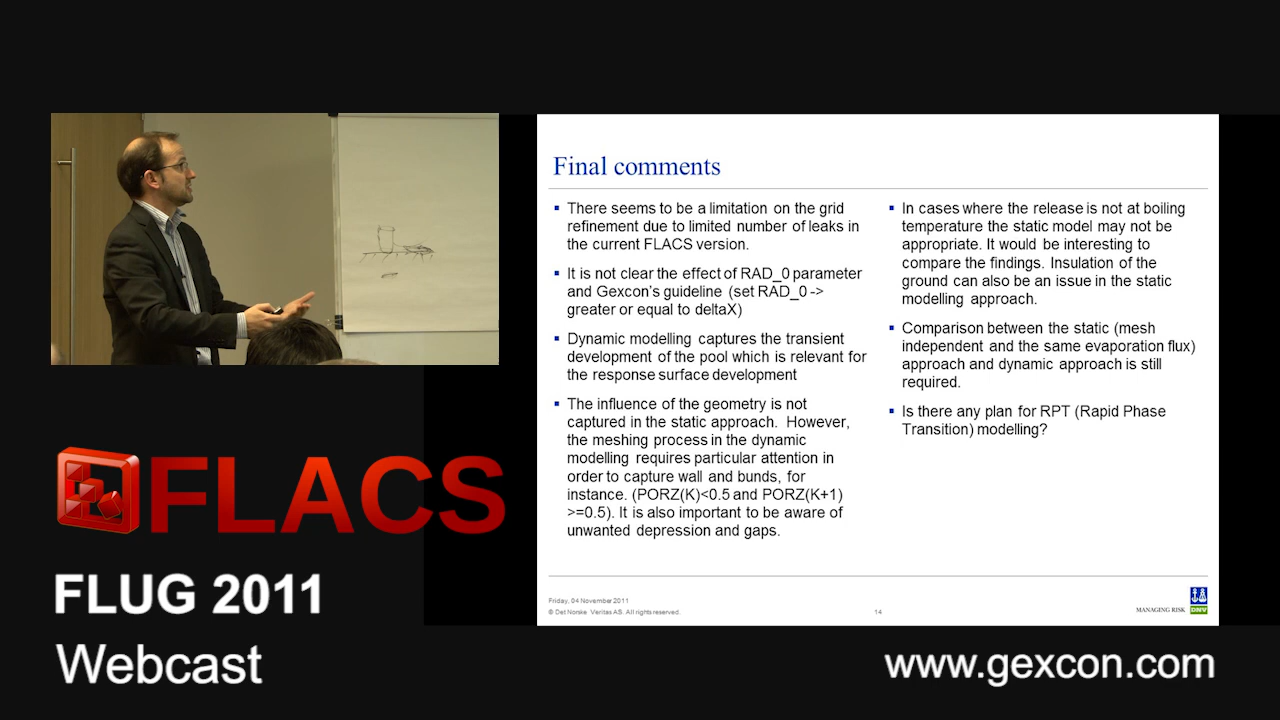 Final comments
▪ There seems to be a limitation on the grid
refinement due to limited number of leaks in
the current FLACS version.
▪ It is not clear the effect of RAD_0 parameter
and Gexcon's guideline (set RAD_0 ->
greater or equal to deltaX)
▪ Dynamic modelling captures the transient
development of the pool which is relevant for
the response surface development
▪ The influence of the geometry is not
captured in the static approach. However,
the meshing process in the dynamic
modelling requires particular attention in
order to capture wall and bunds, for
instance. (PORZ(K)<0.5 and PORZ(K+1)
>=0.5). It is also important to be aware of
unwanted depression and gaps.
▪ In cases where the release is not at boiling
temperature the static model may not be
appropriate. It would be interesting to
compare the findings. Insulation of the
ground can also be an issue in the static
modelling approach.
▪ Comparison between the static (mesh
independent and the same evaporation flux)
approach and dynamic approach is still
required.
▪ Is there any plan for RPT (Rapid Phase
Transition) modelling?
Friday, 04 November 2011
© Det Norske Veritas AS. All rights reserved.
14
MANAGING RISK
DNV
FLACS
FLUG 2011
Webcast
www.gexcon.com